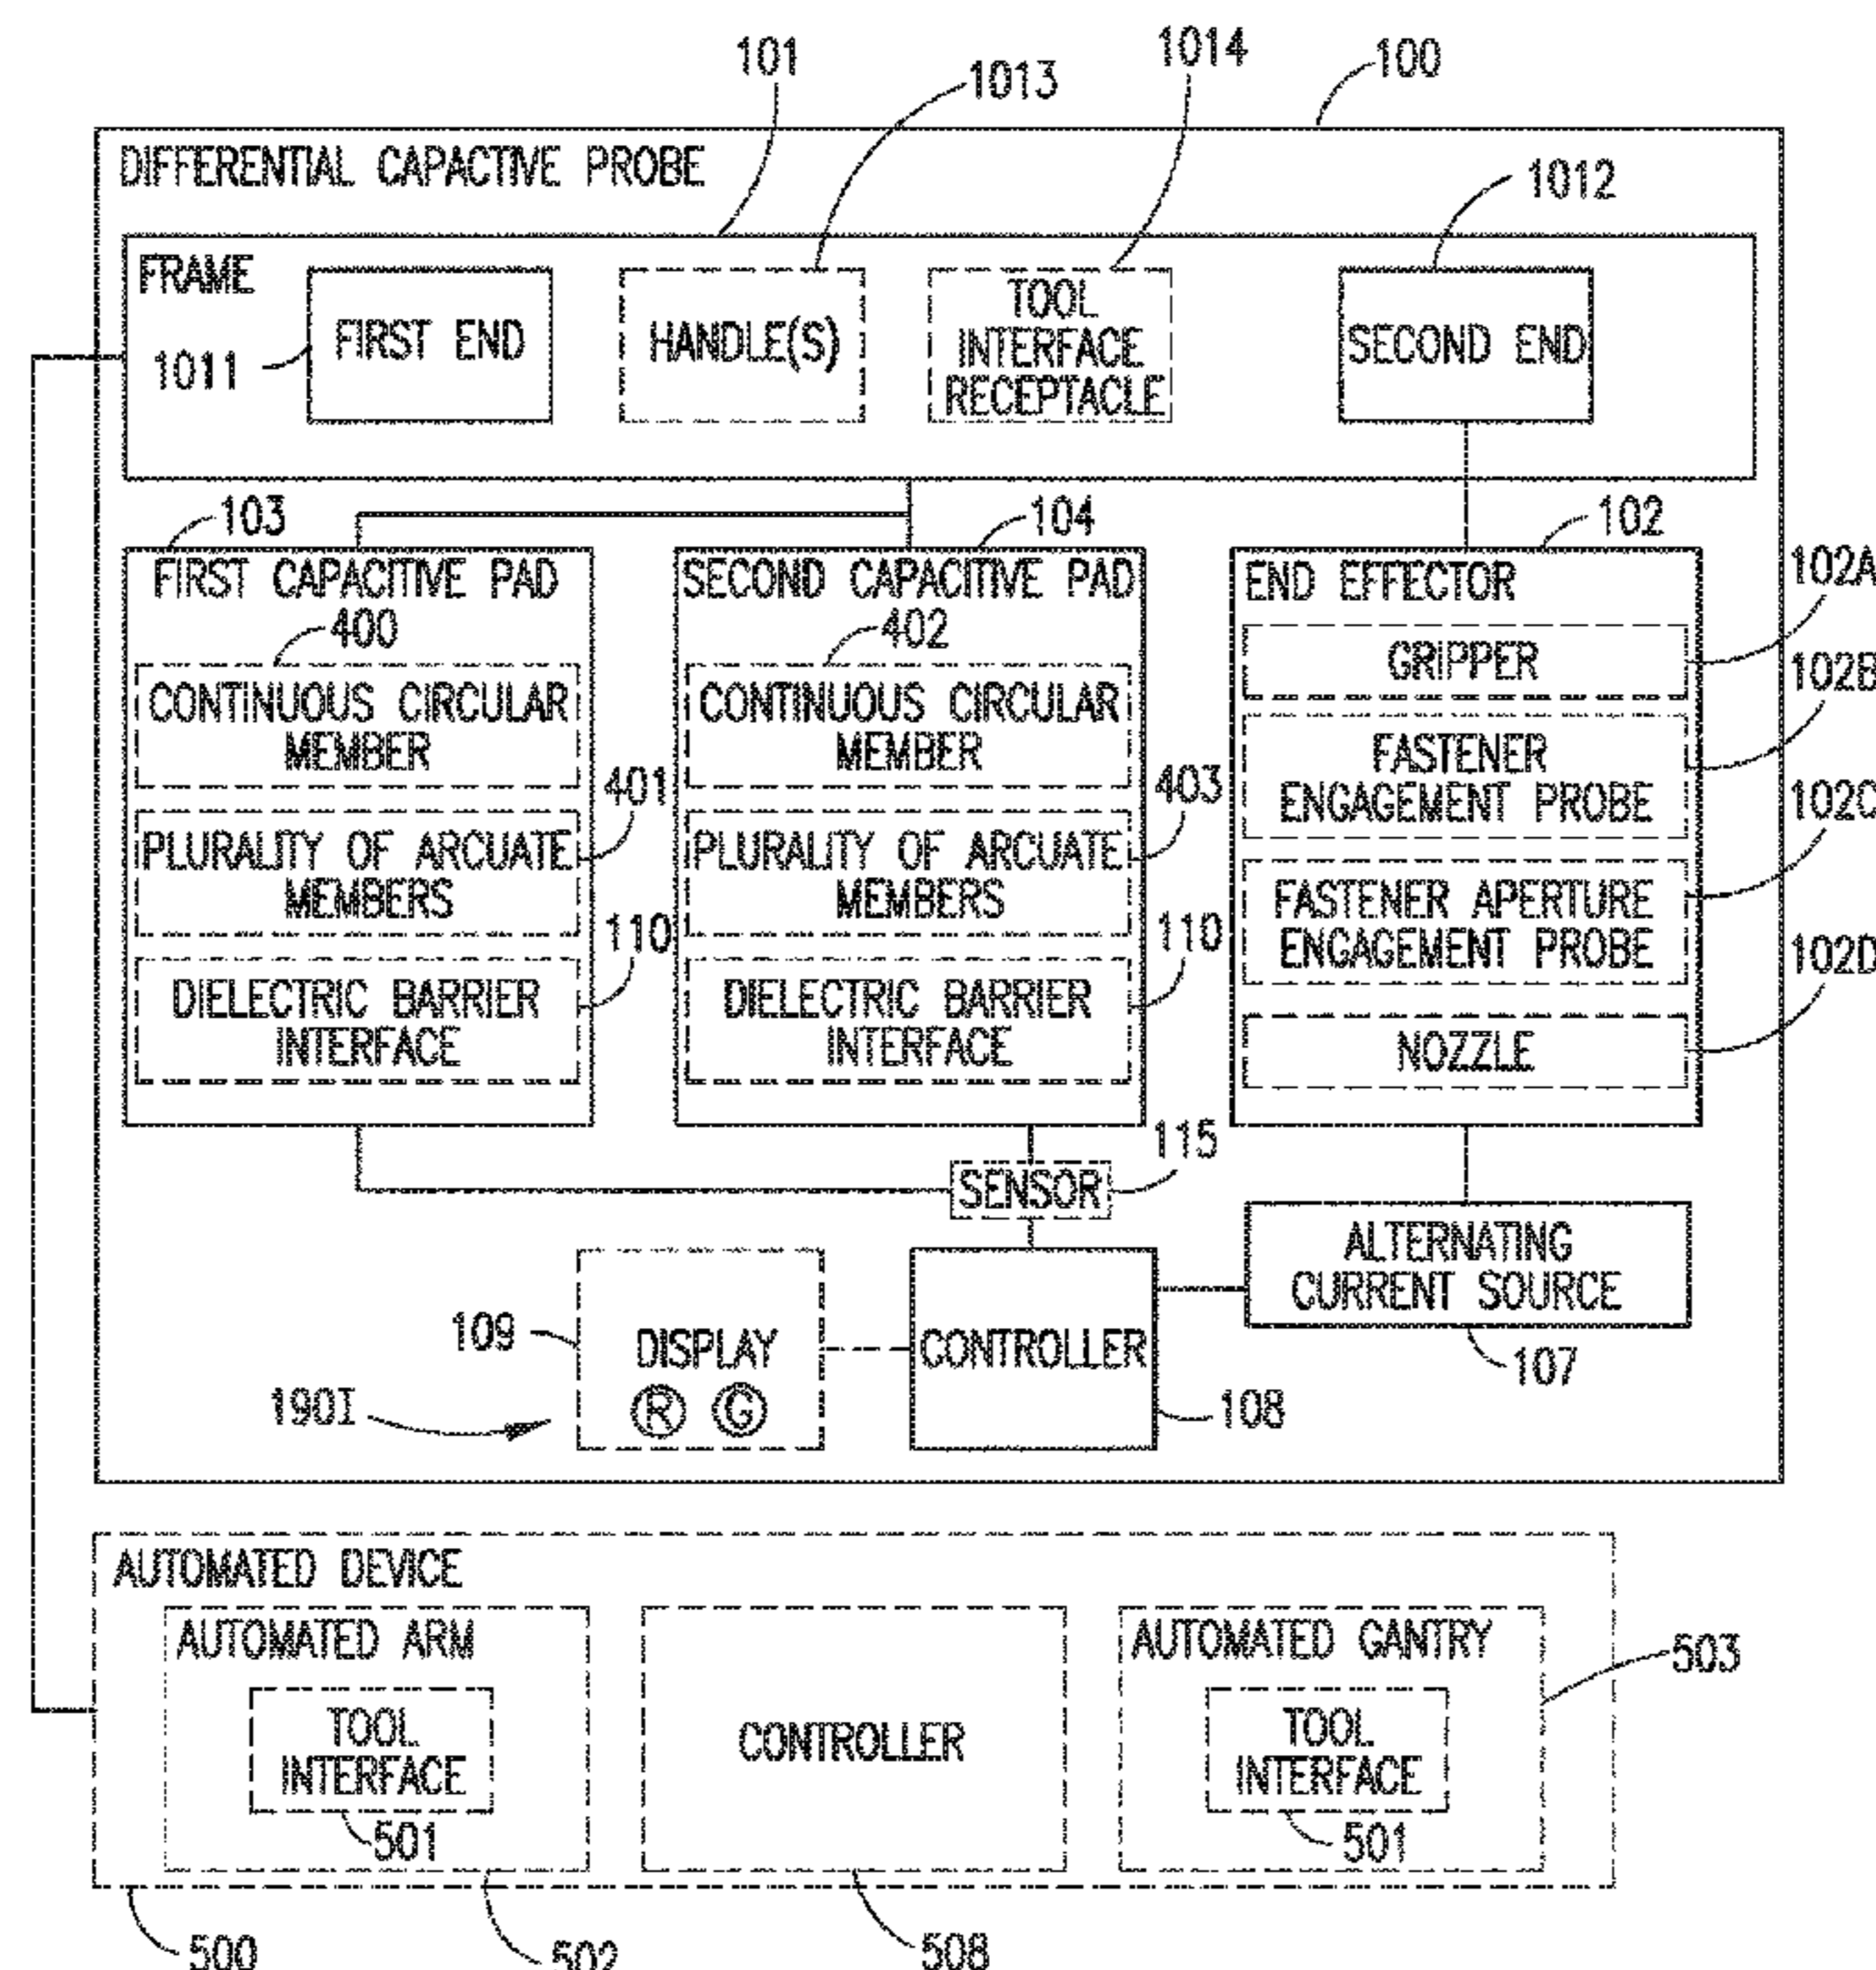 101
1013
1014
100
DIFFERENTIAL CAPACTIVE PROBE
1012
FRAME
1011
FIRST END
HANDLE(S)
TOOL
INTERFACE
RECEPTACLE
SECOND END
103
104
102
FIRST CAPACITIVE PAD
400
CONTINUOUS CIRCULAR
MEMBER
401
PLURALITY OF ARCUATE
MEMBERS
110
DIELECTRIC BARRIER
INTERFACE
SECOND CAPACITIVE PAD
402
CONTINUOUS CIRCULAR
MEMBER
403
PLURALITY OF ARCUATE
MEMBERS
110
DIELECTRIC BARRIER
INTERFACE
END EFFECTOR
102A
GRIPPER
102B
FASTENER
ENGAGEMENT PROBE
102C
FASTENER APERTURE
ENGAGEMENT PROBE
102D
NOZZLE
115
SENSOR
ALTERNATING
CURRENT SOURCE
107
109
DISPLAY
R G
190I
CONTROLLER
108
AUTOMATED DEVICE
AUTOMATED ARM
TOOL
INTERFACE
501
CONTROLLER
AUTOMATED GANTRY
503
TOOL
INTERFACE
501
500
502
508